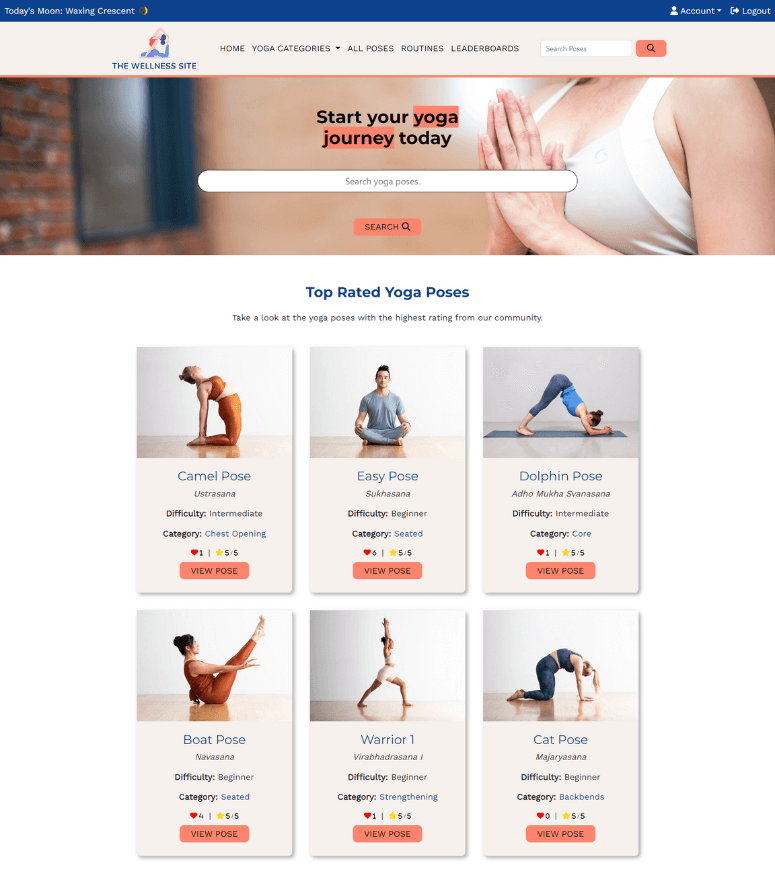 Today's Moon: Waxing Crescent
Account
Logout
THE WELLNESS SITE
HOME YOGA CATEGORIES ALL POSES ROUTINES LEADERBOARDS
Search Poses
Start your yoga
journey today
Search yoga poses..
SEARCH
Top Rated Yoga Poses
Take a look at the yoga poses with the highest rating from our community.
Camel Pose
Ustrasana
Difficulty: Intermediate
Category: Chest Opening
1 | 5/5
VIEW POSE
Easy Pose
Sukhasana
Difficulty: Beginner
Category: Seated
6 | 5/5
VIEW POSE
Dolphin Pose
Adho Mukha Svanasana
Difficulty: Intermediate
Category: Core
1 | 5/5
VIEW POSE
Boat Pose
Navasana
Difficulty: Beginner
Category: Seated
4 | 5/5
VIEW POSE
Warrior 1
Virabhadrasana I
Difficulty: Beginner
Category: Strengthening
1 | 5/5
VIEW POSE
Cat Pose
Majaryasana
Difficulty: Beginner
Category: Backbends
0 | 5/5
VIEW POSE